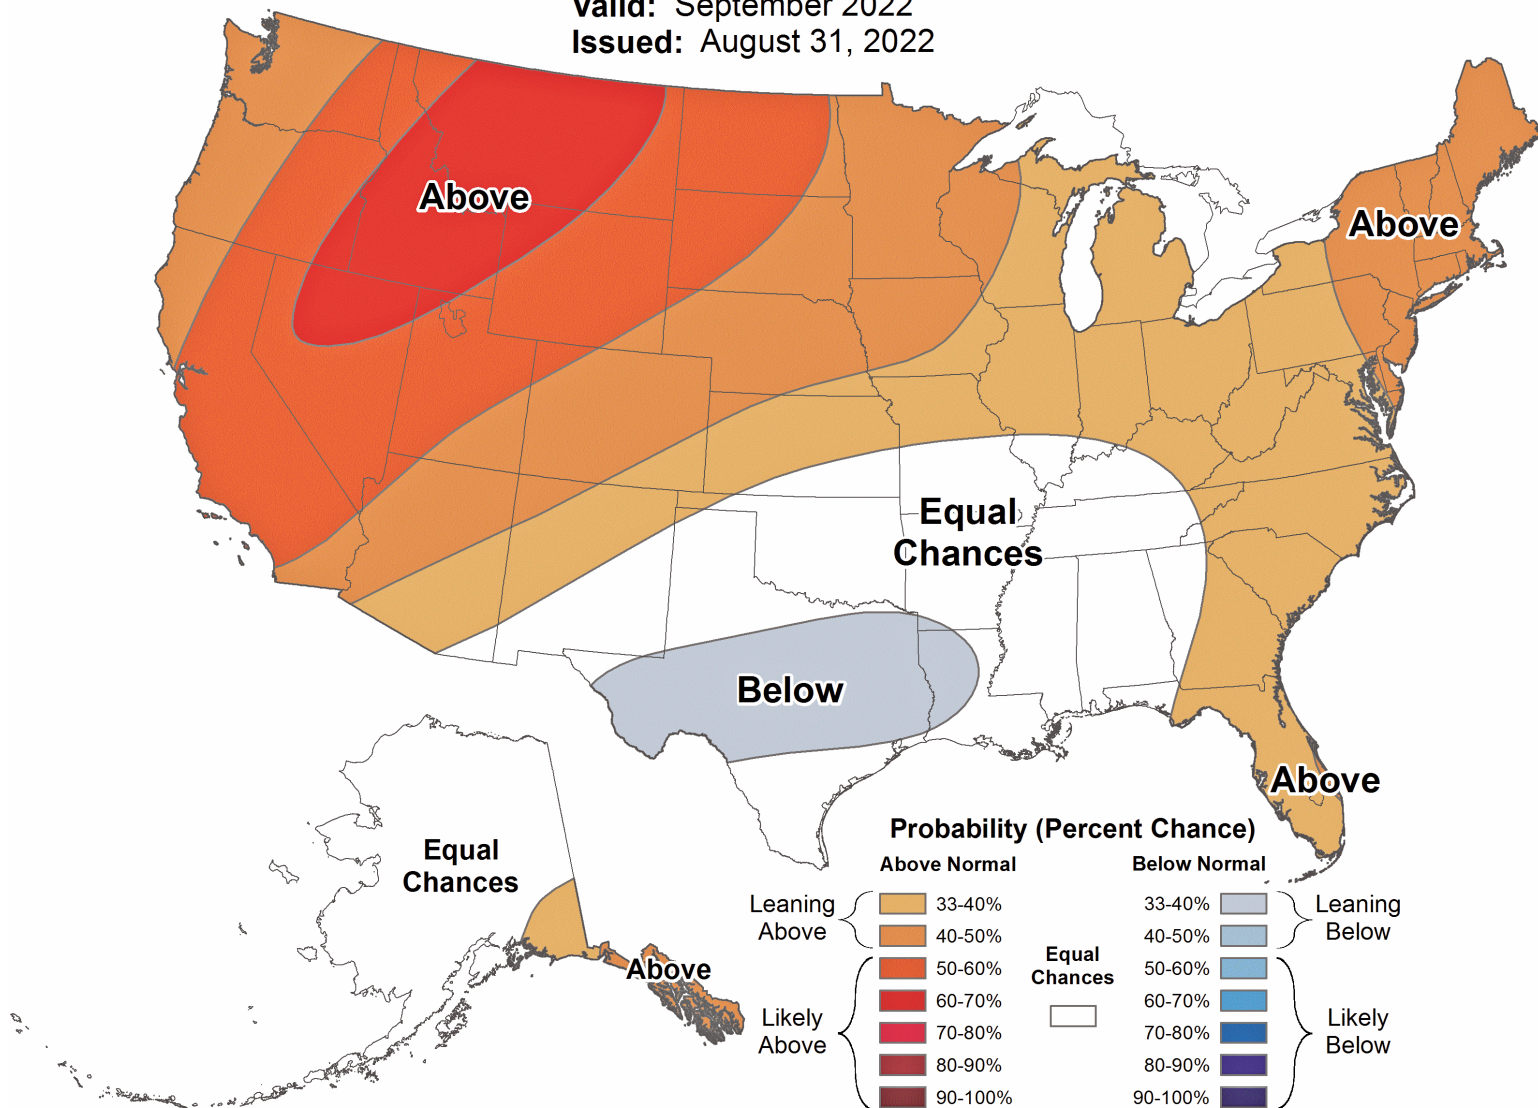 Valid: September 2022
Issued: August 31, 2022
Above
Above
Equal
Chances
Below
Above
Equal
Chances
Above
Probability (Percent Chance)
Above Normal
Below Normal
Leaning
Above
33-40%
40-50%
50-60%
60-70%
70-80%
80-90%
90-100%
Likely
Above
Equal
Chances
33-40%
40-50%
50-60%
60-70%
70-80%
80-90%
90-100%
Leaning
Below
Likely
Below